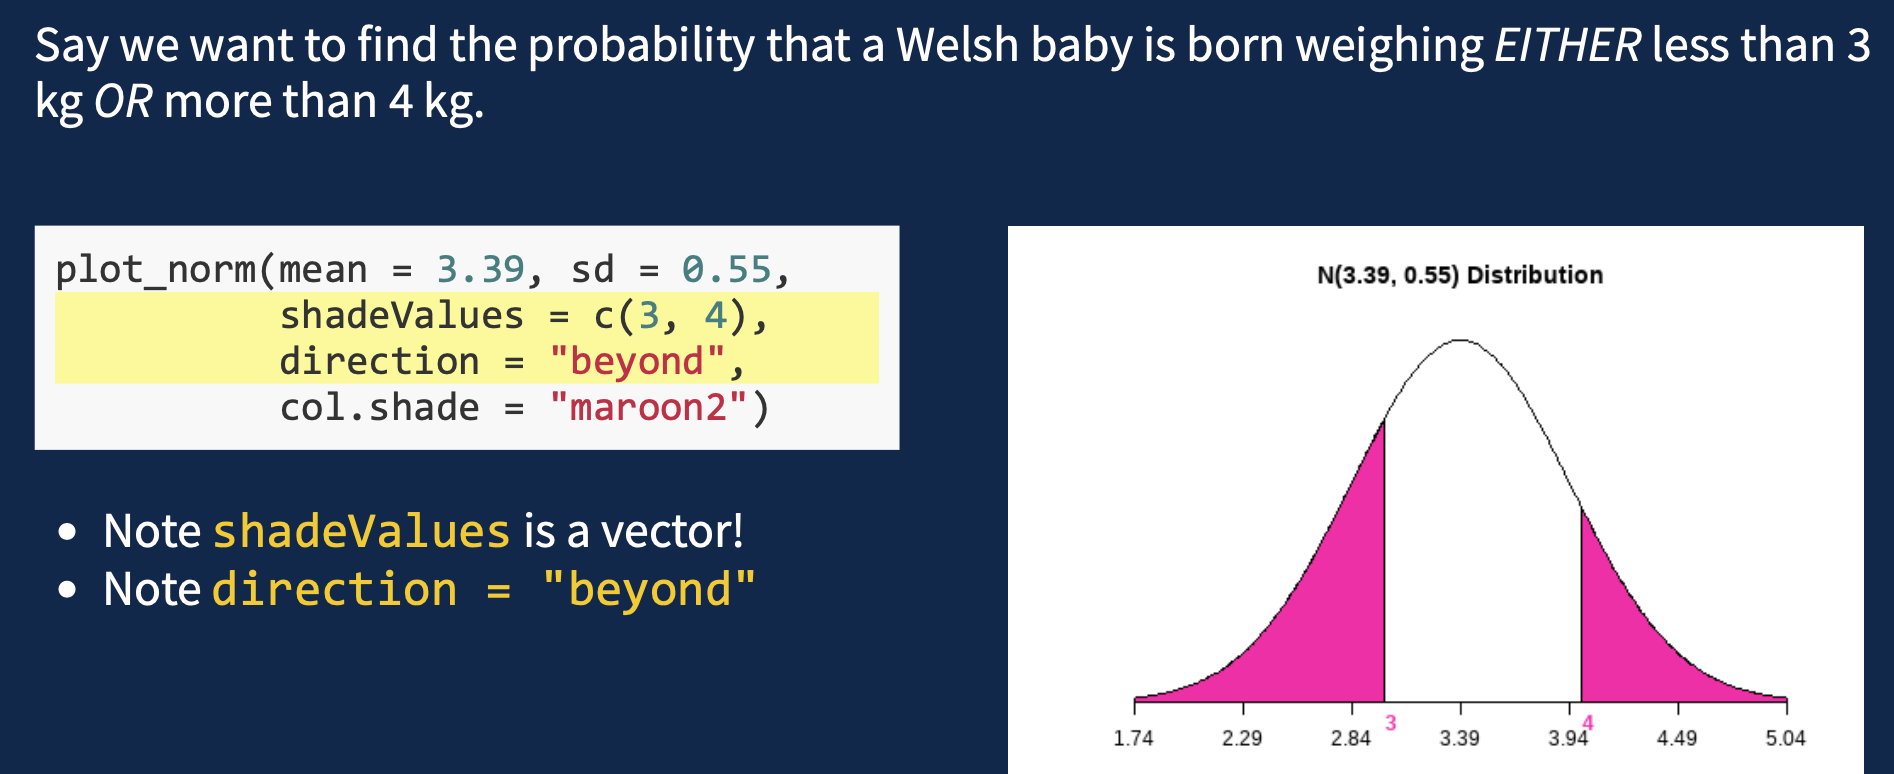 Say we want to find the probability that a Welsh baby is born weighing EITHER less than 3
kg OR more than 4 kg.
plot_norm(mean = 3.39, sd = 0.55,
shadeValues = c(3, 4),
direction = "beyond",
col.shade = "maroon2")
• Note shadeValues is a vector!
• Note direction = "beyond"
N(3.39, 0.55) Distribution
3 4
1.74 2.29 2.84 3.39 3.94 4.49 5.04